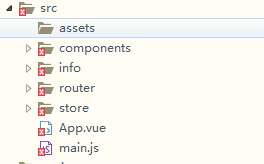 src
assets
components
info
router
store
App.vue
main.js